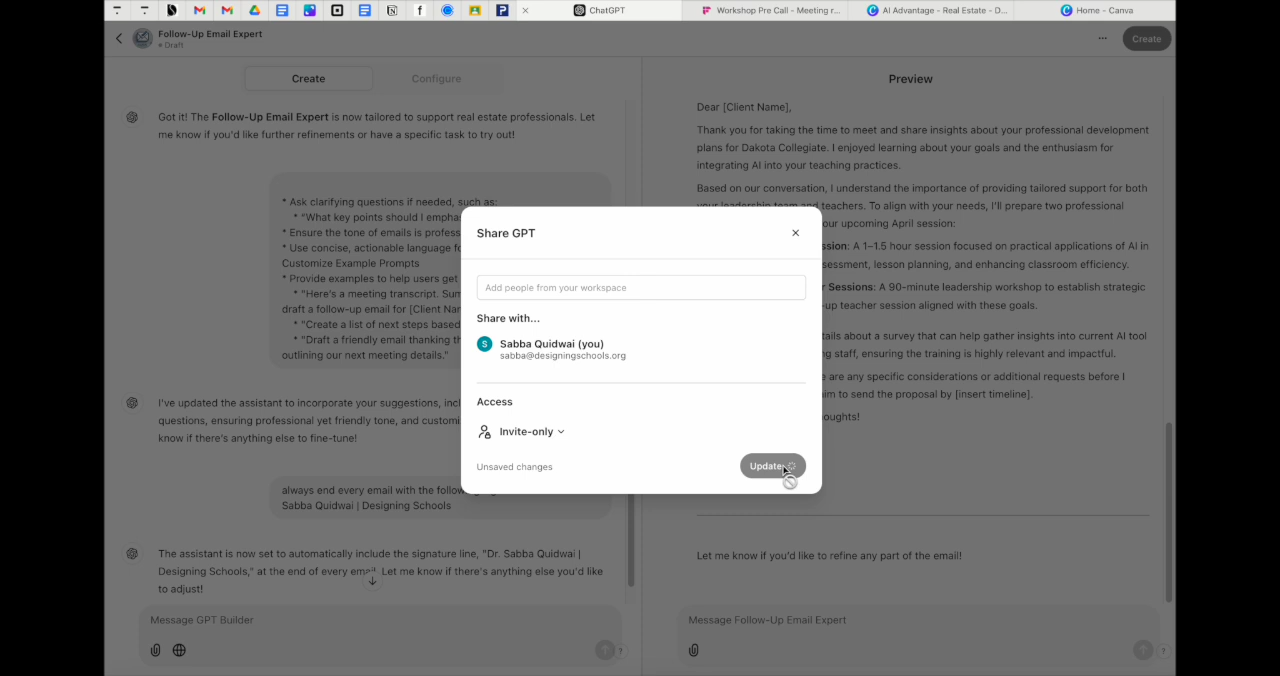 ChatGPT
Workshop Pre Call - Meeting r...
AI Advantage - Real Estate - D...
Home - Canva
Follow-Up Email Expert
Draft
Create
Create
Configure
Preview
Got it! The Follow-Up Email Expert is now tailored to support real estate professionals. Let
me know if you'd like further refinements or have a specific task to try out!
* Ask clarifying questions if needed, such as:
* "What key points should I empha
* Ensure the tone of emails is profes
* Use concise, actionable language fo
Customize Example Prompts
* Provide examples to help users get
* "Here's a meeting transcript. Sum
draft a follow-up email for [Client Nam
* "Create a list of next steps based
* "Draft a friendly email thanking th
outlining our next meeting details."
I've updated the assistant to incorporate your suggestions, incl
questions, ensuring professional yet friendly tone, and customi
know if there's anything else to fine-tune!
always end every email with the follow
Sabba Quidwai | Designing Schools
The assistant is now set to automatically include the signature line, "Dr. Sabba Quidwai |
Designing Schools," at the end of every email. Let me know if there's anything else you'd like
to adjust!
Message GPT Builder
?
Share GPT
Add people from your workspace
Share with...
S
Sabba Quidwai (you)
sabba@designingschools.org
Access
Invite-only
Unsaved changes
Update
Dear [Client Name],
Thank you for taking the time to meet and share insights about your professional development
plans for Dakota Collegiate. I enjoyed learning about your goals and the enthusiasm for
integrating AI into your teaching practices.
Based on our conversation, I understand the importance of providing tailored support for both
your leadership team and teachers. To align with your needs, I'll prepare two professional
our upcoming April session:
ssion: A 1–1.5 hour session focused on practical applications of AI in
sessment, lesson planning, and enhancing classroom efficiency.
r Sessions: A 90-minute leadership workshop to establish strategic
-up teacher session aligned with these goals.
tails about a survey that can help gather insights into current AI tool
ng staff, ensuring the training is highly relevant and impactful.
e are any specific considerations or additional requests before I
him to send the proposal by [insert timeline].
houghts!
Let me know if you'd like to refine any part of the email!
Message Follow-Up Email Expert
?